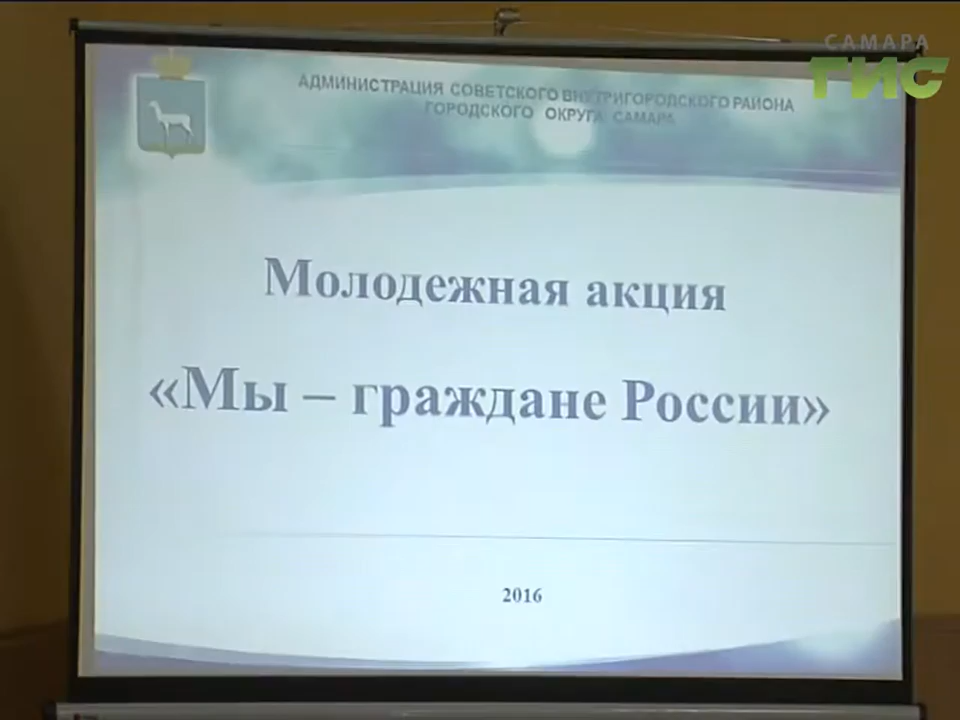 САМАРА
ГИС
АДМИНИСТРАЦИЯ СОВЕТСКОГО ВНУТРИГОРОДСКОГО РАЙОНА
ГОРОДСКОГО ОКРУГА САМАРА
Молодежная акция
«Мы – граждане России»
2016